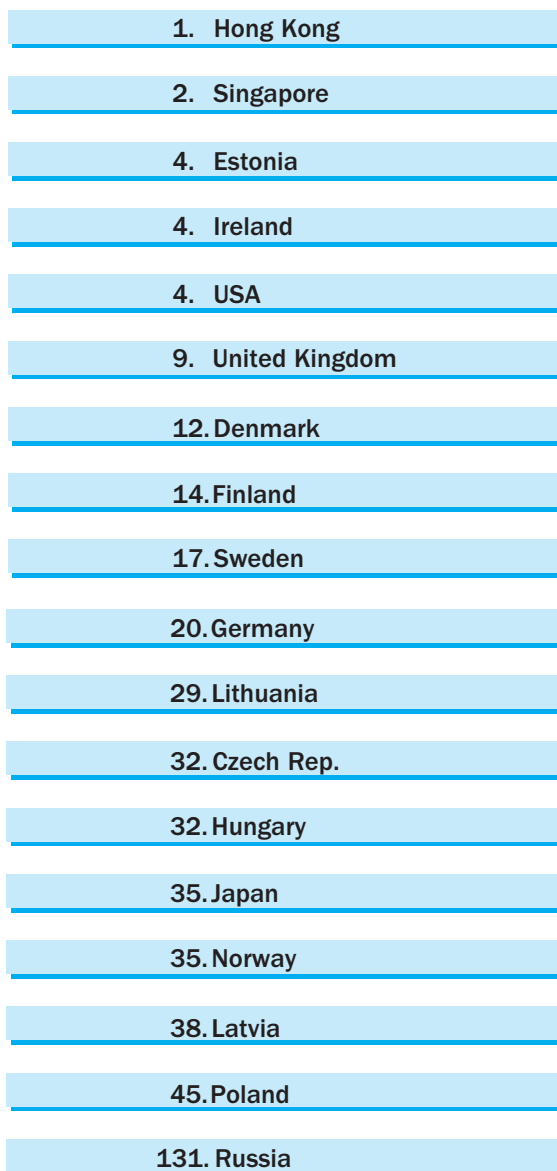 1. Hong Kong
2. Singapore
4. Estonia
4. Ireland
4. USA
9. United Kingdom
12. Denmark
14. Finland
17. Sweden
20. Germany
29. Lithuania
32. Czech Rep.
32. Hungary
35. Japan
35. Norway
38. Latvia
45. Poland
131. Russia